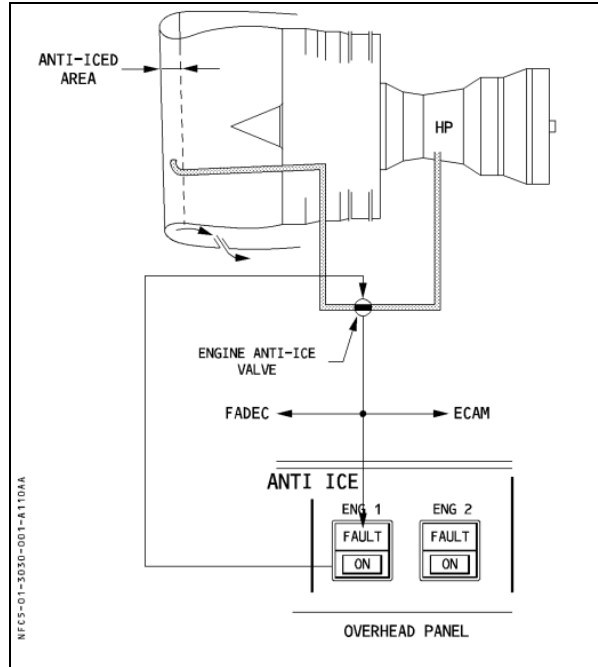 ANTI-ICED
AREA
HP
ENGINE ANTI-ICE
VALVE
FADEC
ECAM
ANTI ICE
ENG 1
ENG 2
FAULT
FAULT
ON
ON
OVERHEAD PANEL
NFC5-01-3030-001-A110AA